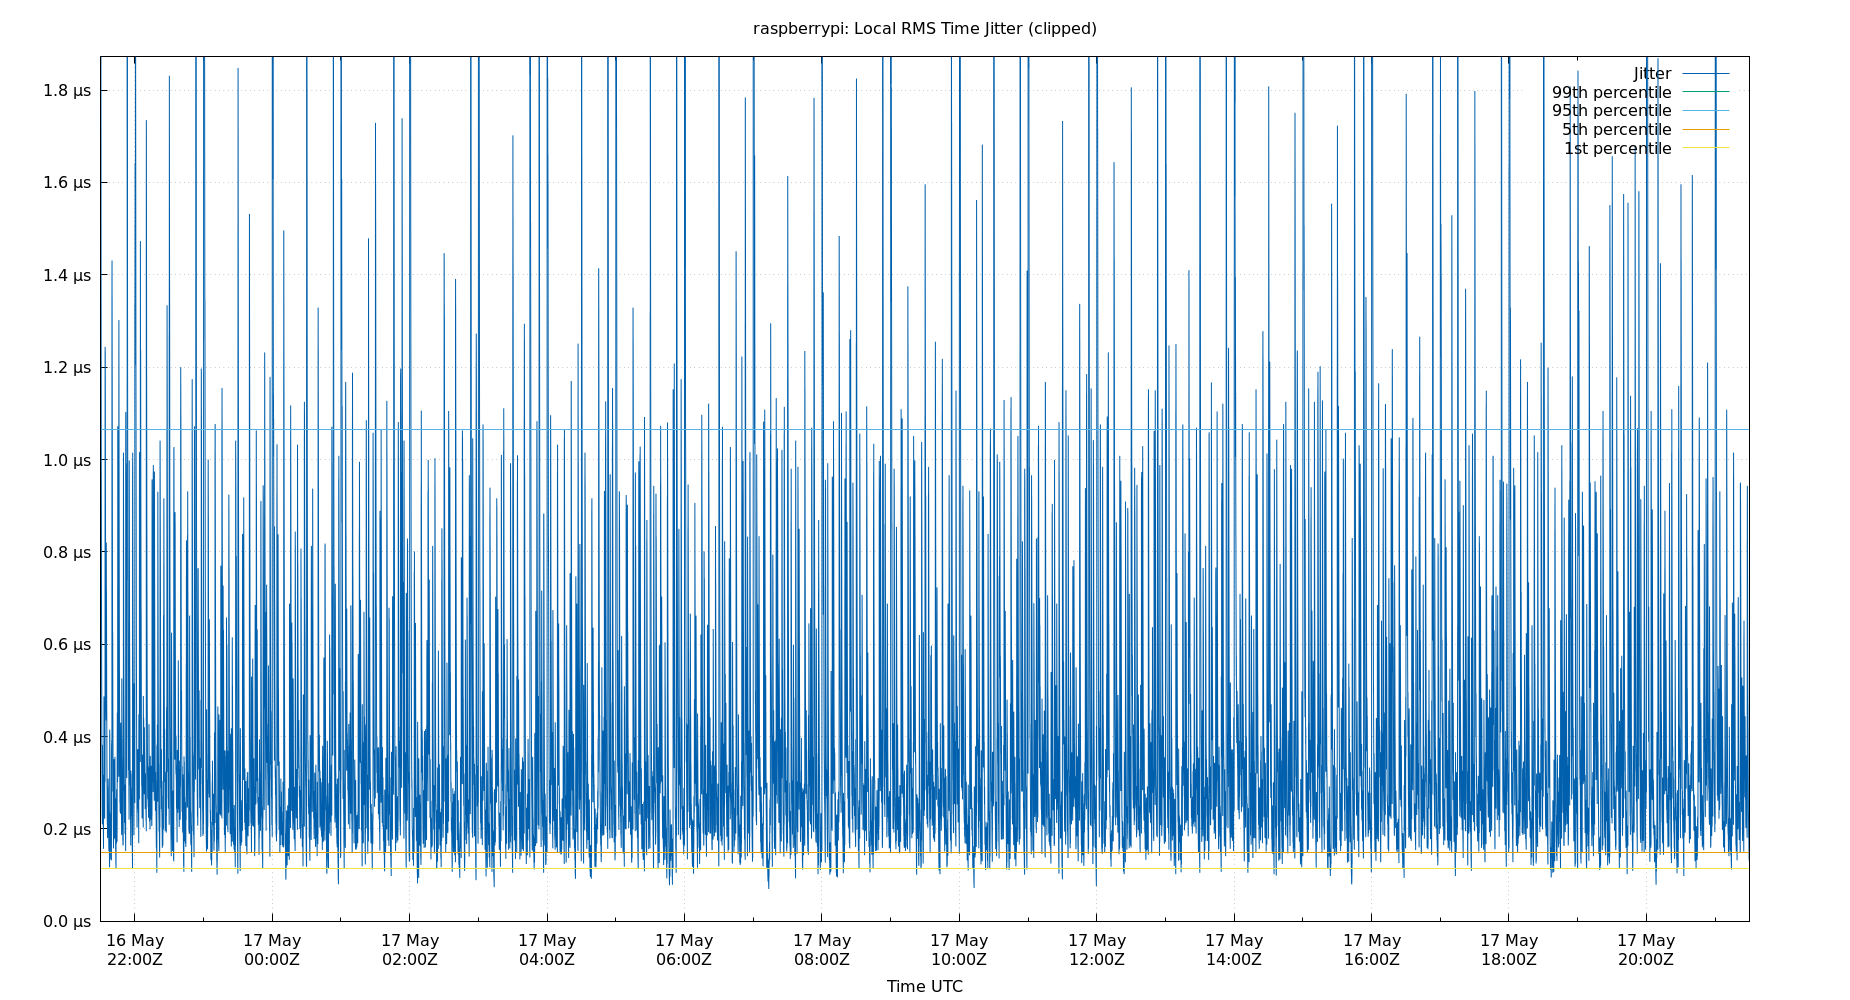 raspberrypi: Local RMS Time Jitter (clipped)
Jitter
99th percentile
95th percentile
5th percentile
1st percentile
1.8 µs
1.6 µs
1.4 µs
1.2 µs
1.0 µs
0.8 µs
0.6 µs
0.4 µs
0.2 µs
0.0 µs
16 May 17 May 17 May 17 May 17 May 17 May 17 May 17 May 17 May 17 May 17 May 17 May
22:00Z 00:00Z 02:00Z 04:00Z 06:00Z 08:00Z 10:00Z 12:00Z 14:00Z 16:00Z 18:00Z 20:00Z
Time UTC